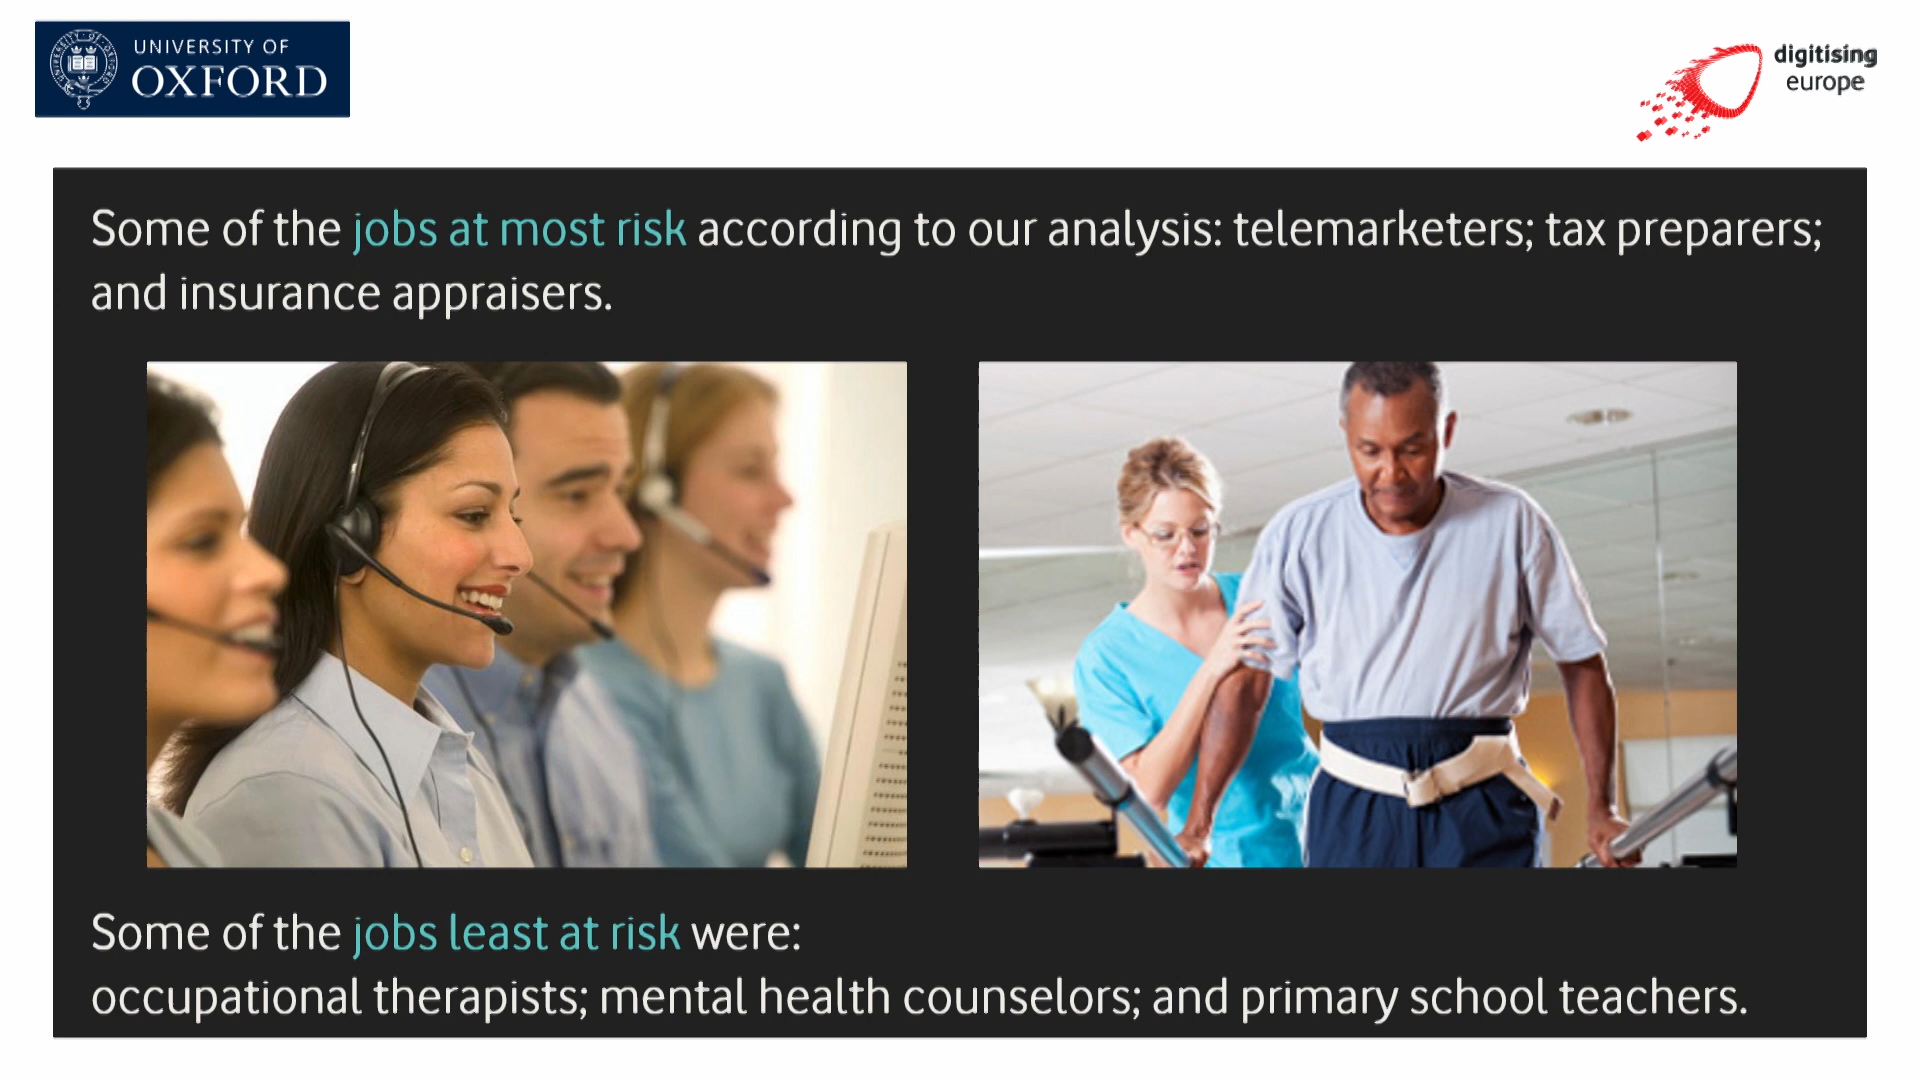 UNIVERSITY OF
OXFORD
digitising
europe
Some of the jobs at most risk according to our analysis: telemarketers; tax preparers;
and insurance appraisers.
Some of the jobs least at risk were:
occupational therapists; mental health counselors; and primary school teachers.